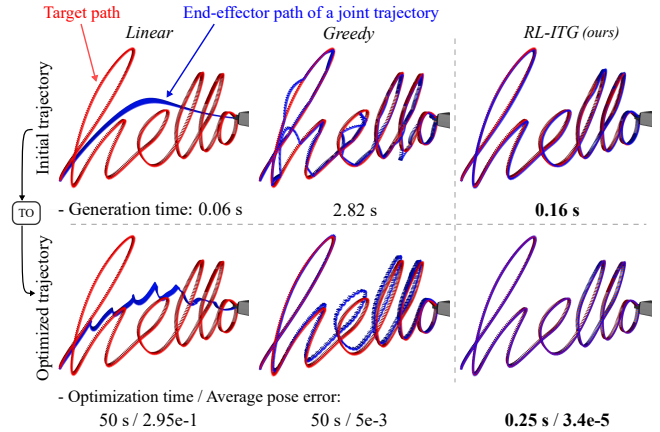 Target path
End-effector path of a joint trajectory
Linear
Greedy
RL-ITG (ours)
Initial trajectory
hello
hello
hello
- Generation time: 0.06 s
2.82 s
0.16 s
TO
Optimized trajectory
hello
hello
hello
- Optimization time / Average pose error:
50 s / 2.95e-1
50 s / 5e-3
0.25 s / 3.4e-5